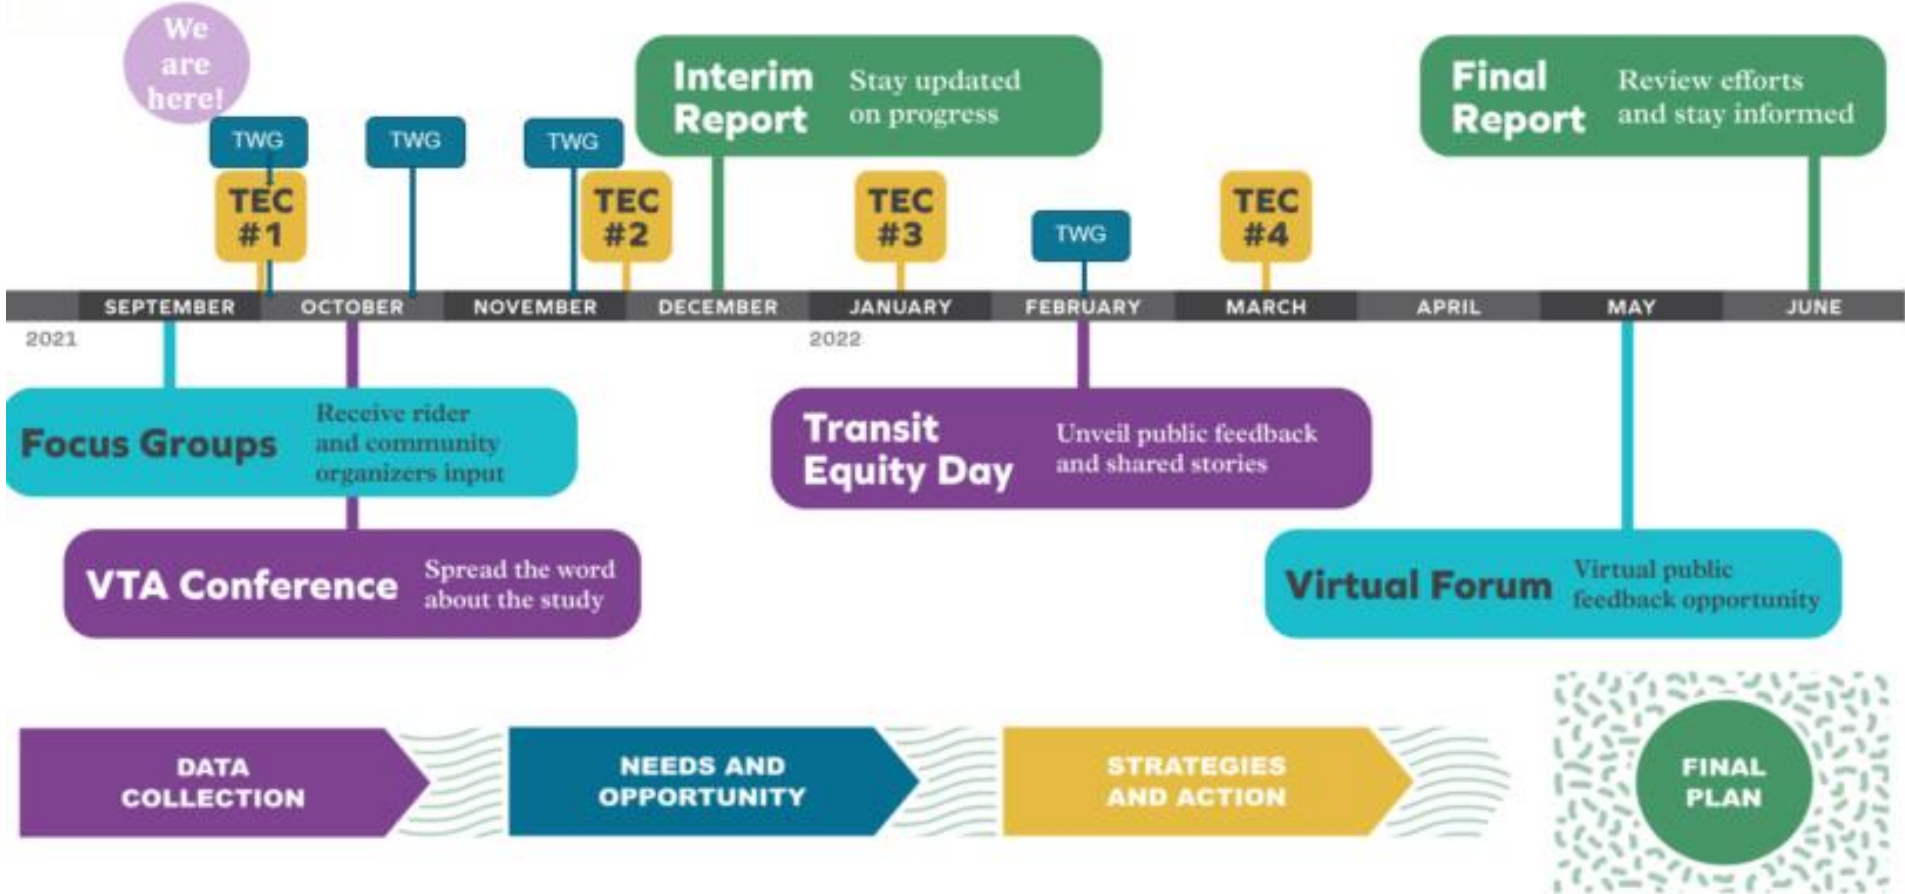 We
are
here!
TWG
TWG
TWG
Interim
Report
Stay updated
on progress
Final
Report
Review efforts
and stay informed
TEC
#1
TEC
#2
TEC
#3
TWG
TEC
#4
SEPTEMBER OCTOBER NOVEMBER DECEMBER JANUARY FEBRUARY MARCH APRIL MAY JUNE
2021 2022
Focus Groups
Receive rider
and community
organizers input
Transit
Equity Day
Unveil public feedback
and shared stories
VTA Conference
Spread the word
about the study
Virtual Forum
Virtual public
feedback opportunity
DATA
COLLECTION
NEEDS AND
OPPORTUNITY
STRATEGIES
AND ACTION
FINAL
PLAN